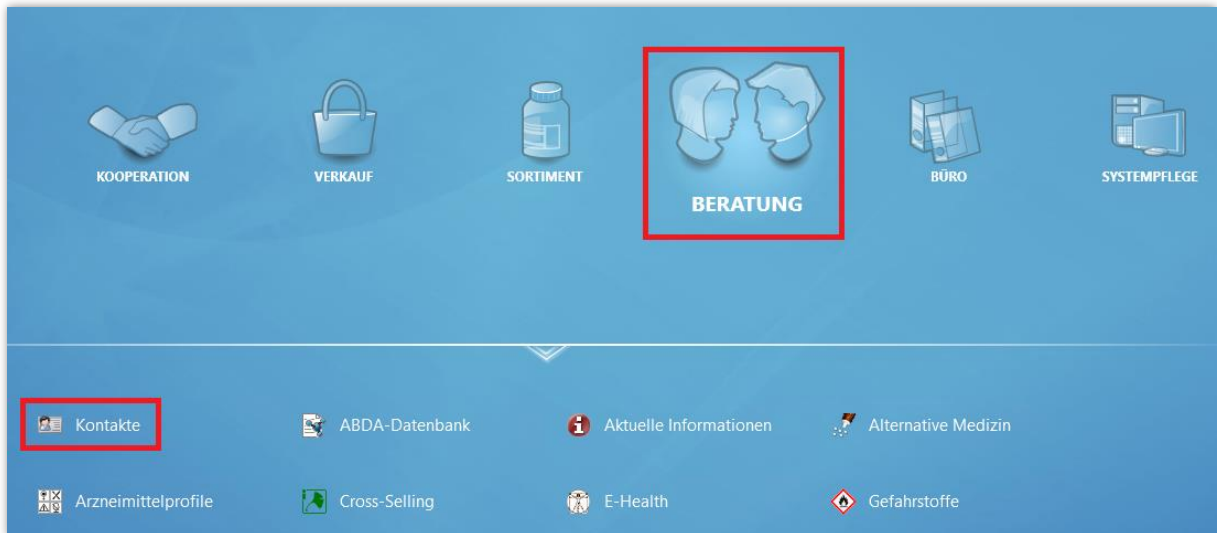 KOOPERATION VERKAUF SORTIMENT BERATUNG BÜRO SYSTEMPFLEGE
Kontakte ABDA-Datenbank Aktuelle Informationen Alternative Medizin
Arzneimittelprofile Cross-Selling E-Health Gefahrstoffe